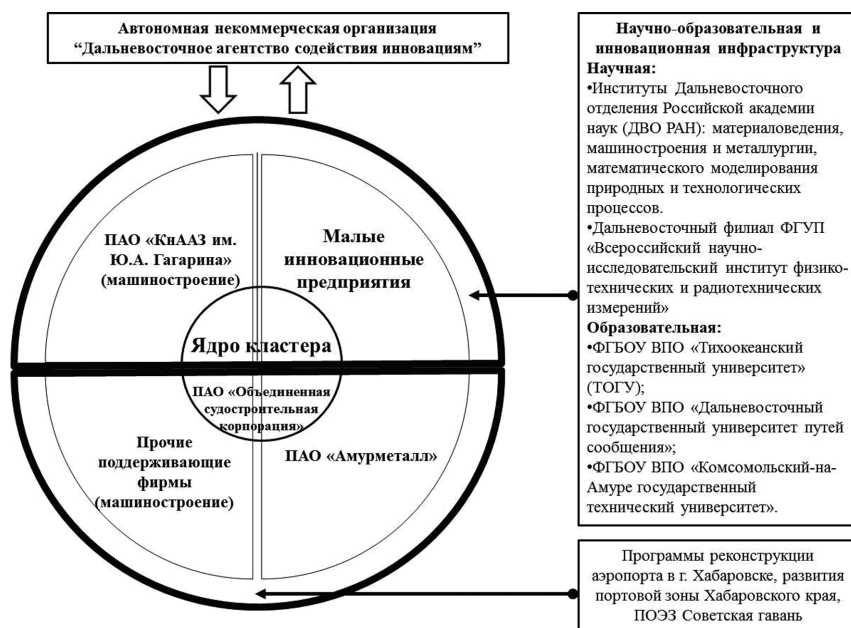 Автономная некоммерческая организация
“Дальневосточное агентство содействия инновациям”
ПАО «КнААЗ им.
Ю.А. Гагарина»
(машиностроение)
Малые
инновационные
предприятия
Ядро кластера
ПАО «Объединенная
судостроительная
корпорация»
Прочие
поддерживающие
фирмы
(машиностроение)
ПАО «Амурметалл»
Научно-образовательная и
инновационная инфраструктура
Научная:
•Институты Дальневосточного
отделения Российской академии
наук (ДВО РАН): материаловедения,
машиностроения и металлургии,
математического моделирования
природных и технологических
процессов.
•Дальневосточный филиал ФГУП
«Всероссийский научно-
исследовательский институт физико-
технических и радиотехнических
измерений»
Образовательная:
•ФГБОУ ВПО «Тихоокеанский
государственный университет»
(ТОГУ);
•ФГБОУ ВПО «Дальневосточный
государственный университет путей
сообщения»;
•ФГБОУ ВПО «Комсомольский-на-
Амуре государственный
технический университет».
Программы реконструкции
аэропорта в г. Хабаровске, развития
портовой зоны Хабаровского края,
ПОЭЗ Советская гавань